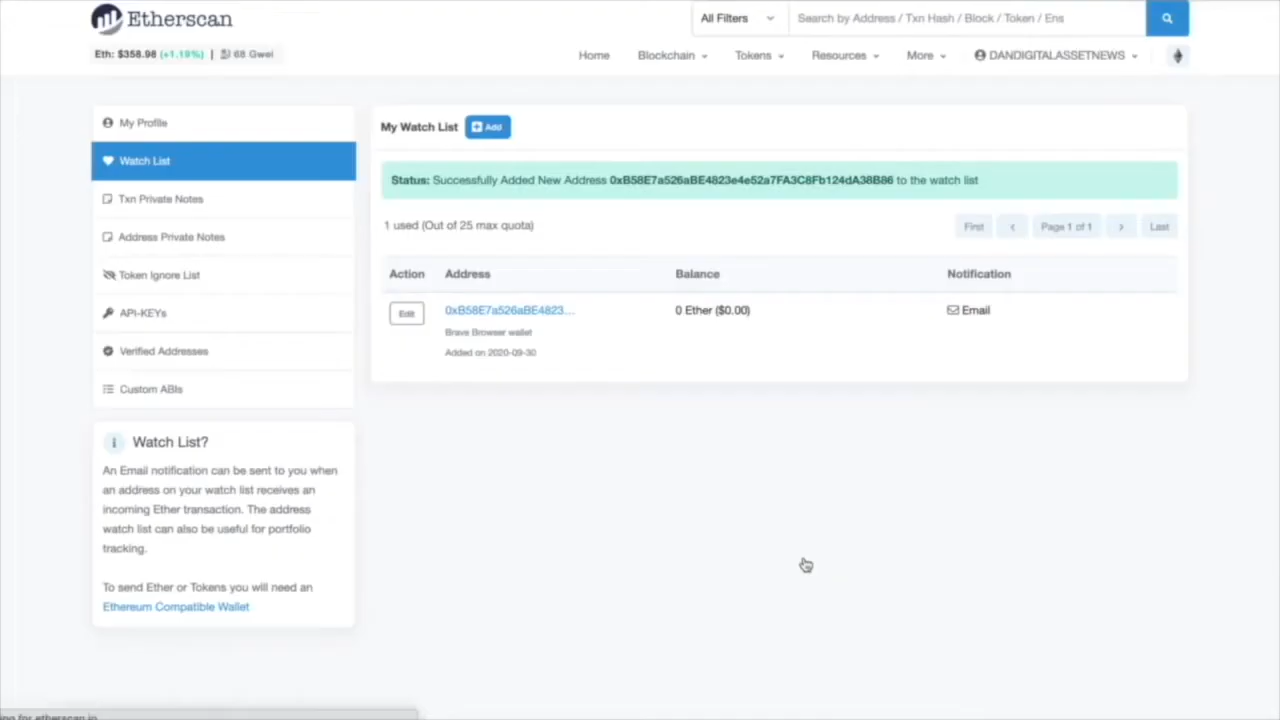 Etherscan
All Filters
Search by Address / Txn Hash / Block / Token / Ens
Eth: $358.98 (+1.19%) | 68 Gwei
Home Blockchain Tokens Resources More DANDIGITALASSETNEWS
My Profile
Watch List
Txn Private Notes
Address Private Notes
Token Ignore List
API-KEYs
Verified Addresses
Custom ABIs
My Watch List Add
Status: Successfully Added New Address 0xB58E7a526aBE4823e4e52a7FA3C8Fb124dA38B86 to the watch list
1 used (Out of 25 max quota)
First < Page 1 of 1 > Last
Action Address Balance Notification
Edit 0xB58E7a526aBE4823... 0 Ether ($0.00) Email
Brave Browser wallet
Added on 2020-09-30
i Watch List?
An Email notification can be sent to you when
an address on your watch list receives an
incoming Ether transaction. The address
watch list can also be useful for portfolio
tracking.
To send Ether or Tokens you will need an
Ethereum Compatible Wallet